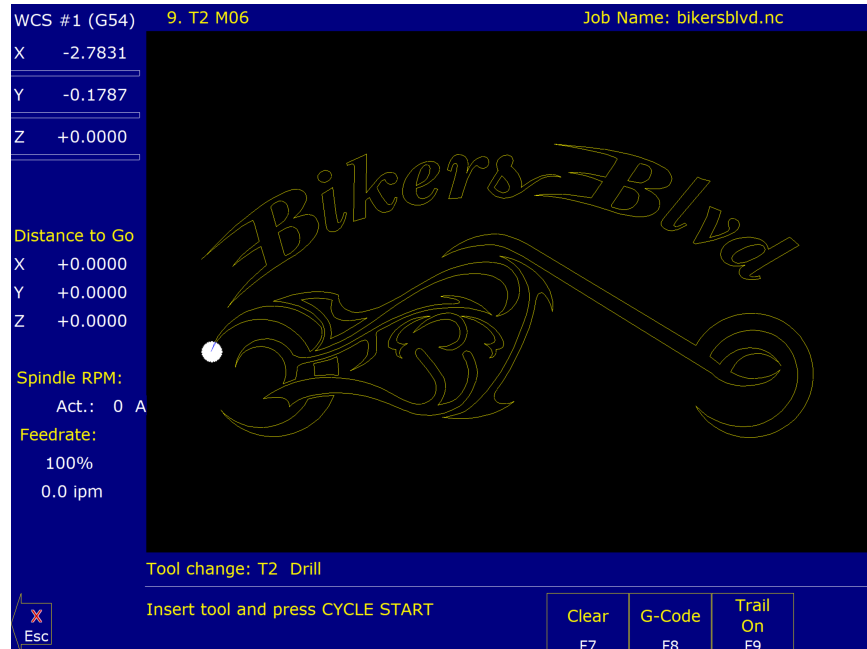 WCS #1 (G54)
9. T2 M06
Job Name: bikersblvd.nc
X -2.7831
Y -0.1787
Z +0.0000
Distance to Go
X +0.0000
Y +0.0000
Z +0.0000
Spindle RPM:
Act.: 0 A
Feedrate:
100%
0.0 ipm
Bikers Blvd
Tool change: T2 Drill
Insert tool and press CYCLE START
X
Esc
Clear
F7
G-Code
F8
Trail
On
F9